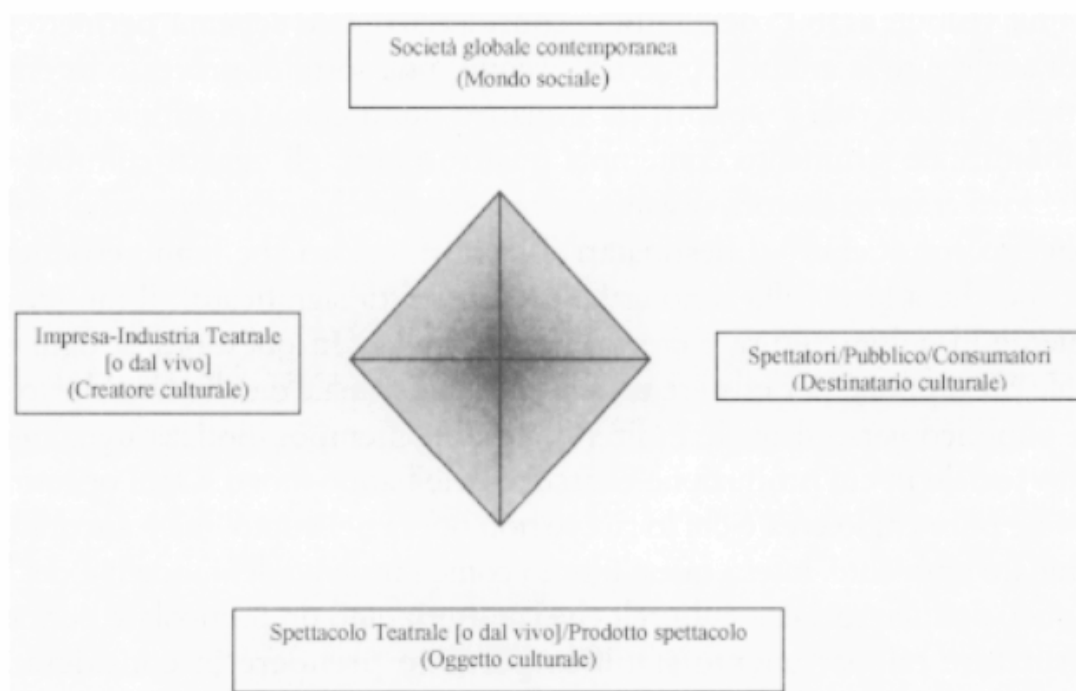 Società globale contemporanea
(Mondo sociale)
Impresa-Industria Teatrale
[o dal vivo]
(Creatore culturale)
Spettatori/Pubblico/Consumatori
(Destinatario culturale)
Spettacolo Teatrale [o dal vivo]/Prodotto spettacolo
(Oggetto culturale)